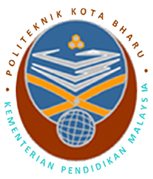 • POLITEKNIK KOTA BHARU •
KEMENTERIAN PENDIDIKAN MALAYSIA